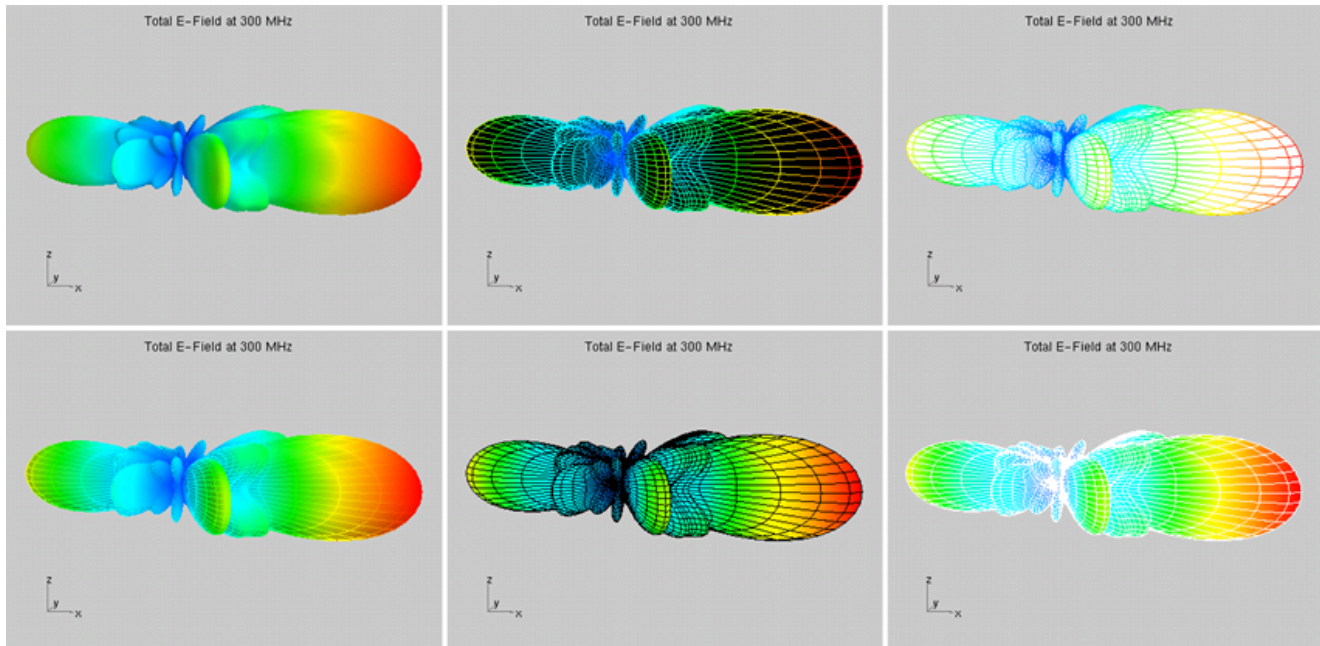 Total E-Field at 300 MHz
Total E-Field at 300 MHz
Total E-Field at 300 MHz
z
y
x
z
y
x
z
y
x
Total E-Field at 300 MHz
Total E-Field at 300 MHz
Total E-Field at 300 MHz
z
y
x
z
y
x
z
y
x